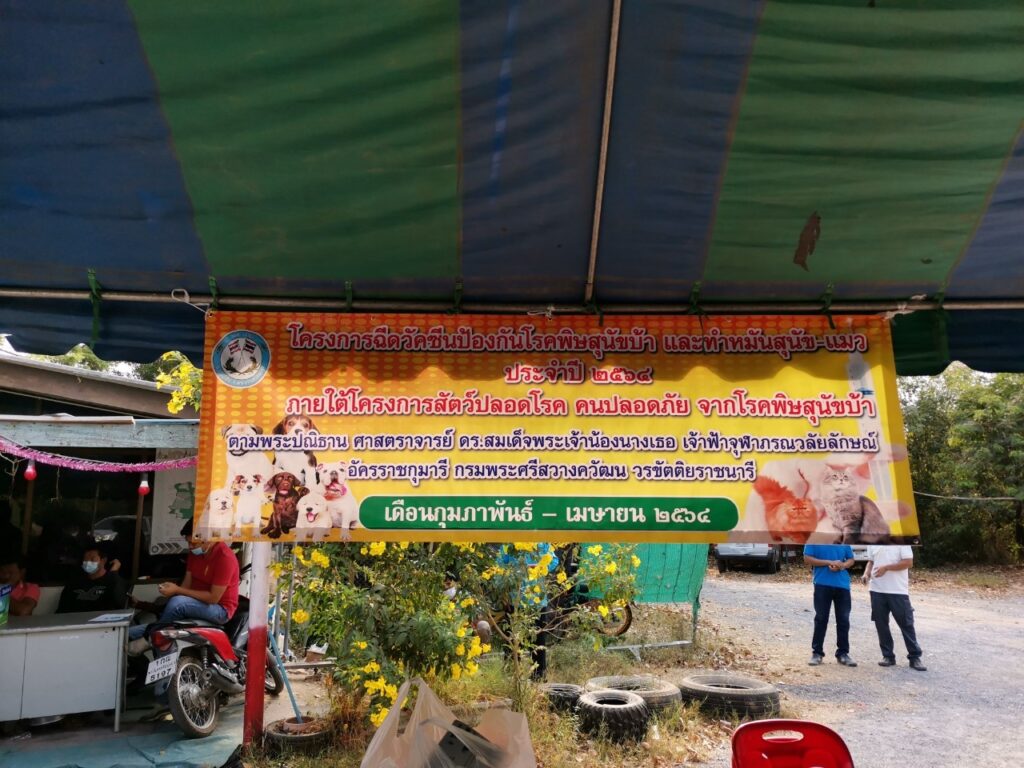 โครงการฉีดวัคซีนป้องกันโรคพิษสุนัขบ้า และทำหมันสุนัข-แมว
ประจำปี ๒๕๖๔
ภายใต้โครงการสัตว์ปลอดโรค คนปลอดภัย จากโรคพิษสุนัขบ้า
ตามพระปณิธาน ศาสตราจารย์ ดร.สมเด็จพระเจ้าน้องนางเธอ เจ้าฟ้าจุฬาภรณวลัยลักษณ์
อัครราชกุมารี กรมพระศรีสวางควัฒน วรขัตติยราชนารี
เดือนกุมภาพันธ์ – เมษายน ๒๕๖๔